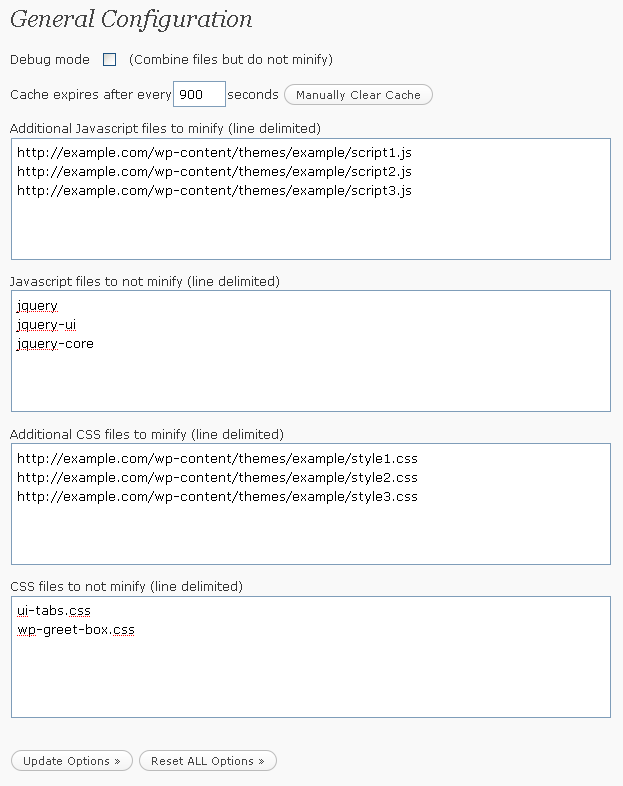 General Configuration
Debug mode (Combine files but do not minify)
Cache expires after every 900 seconds Manually Clear Cache
Additional Javascript files to minify (line delimited)
http://example.com/wp-content/themes/example/script1.js
http://example.com/wp-content/themes/example/script2.js
http://example.com/wp-content/themes/example/script3.js
Javascript files to not minify (line delimited)
jquery
jquery-ui
jquery-core
Additional CSS files to minify (line delimited)
http://example.com/wp-content/themes/example/style1.css
http://example.com/wp-content/themes/example/style2.css
http://example.com/wp-content/themes/example/style3.css
CSS files to not minify (line delimited)
ui-tabs.css
wp-greet-box.css
Update Options » Reset ALL Options »